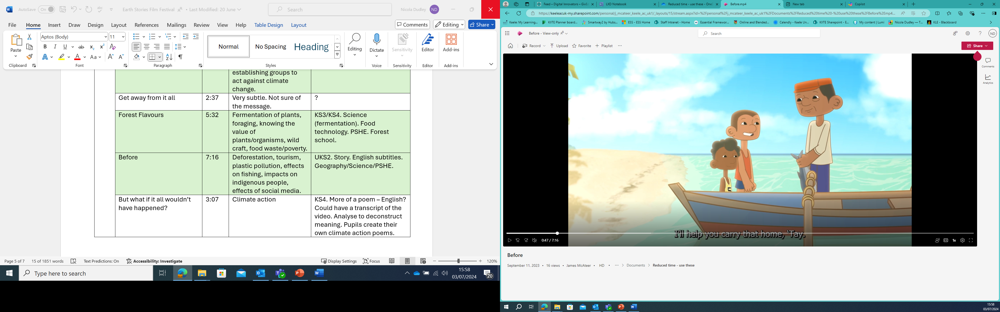 AutoSave On
Earth Stories Film Festival • Last Modified: 20 June
Search
Nicola Dudley ND
File Home Insert Draw Design Layout References Mailings Review View Help Table Design Layout
Comments Editing Share
Paste
Aptos (Body) 11
B I U ab x2 x2
A A Aa A A
Normal No Spacing Heading
Editing
Dictate
Sensitivity
Editor
Add-ins
Clipboard Font Paragraph Styles Voice Sensitivity Editor Add-ins
establishing groups to
act against climate
change.
Get away from it all 2:37 Very subtle. Not sure of ?
the message.
Forest Flavours 5:32 Fermentation of plants, KS3/KS4. Science
foraging, knowing the (fermentation). Food
value of technology. PSHE. Forest
plants/organisms, wild school.
craft, food waste/poverty.
Before 7:16 Deforestation, tourism, UKS2. Story. English subtitles.
plastic pollution, effects Geography/Science/PSHE.
on fishing, impacts on
indigenous people,
effects of social media.
But what if it all wouldn't 3:07 Climate action KS4. More of a poem – English?
have happened? Could have a transcript of the
video. Analyse to deconstruct
meaning. Pupils create their
own climate action poems.
Page 5 of 7 15 of 1851 words Text Predictions: On Accessibility: Investigate Display Settings Focus 120%
Type here to search
15:58
03/07/2024
20
LXD Notebook
Reduced time - use these - One
Before.mp4
New tab
Copilot
https://keeleacuk-my.sharepoint.com/personal/j_mcateer_keele_ac_uk1/_layouts/15/stream.aspx?id=%2Fpersonal%2Fj_mcateer_keele_ac_uk1%2FDocuments%2FReduced%20time%20-%20use%20these%2FBefore%2Emp4...
Keele: My Learning... KIITE Planner board... Smartway2 by Hubs... ESS - ESS Home Staff Intranet - Home Essential Framewor... Online and Blended... Calendly - Keele Un... KIITE Sharepoint - E... My content | Lumi Nicola Dudley — T... KLE - Blackboard
Before - View-only
Search
ND
Record Upload Favorite Playlist ...
Share
Comments
Analytics
5
I'll help you carry that home, 'Tay.
0:47 / 7:16
CC 1x
Before
September 11, 2023 • 16 views • James McAteer • HD • ... > Documents > Reduced time - use these
15:58
03/07/2024